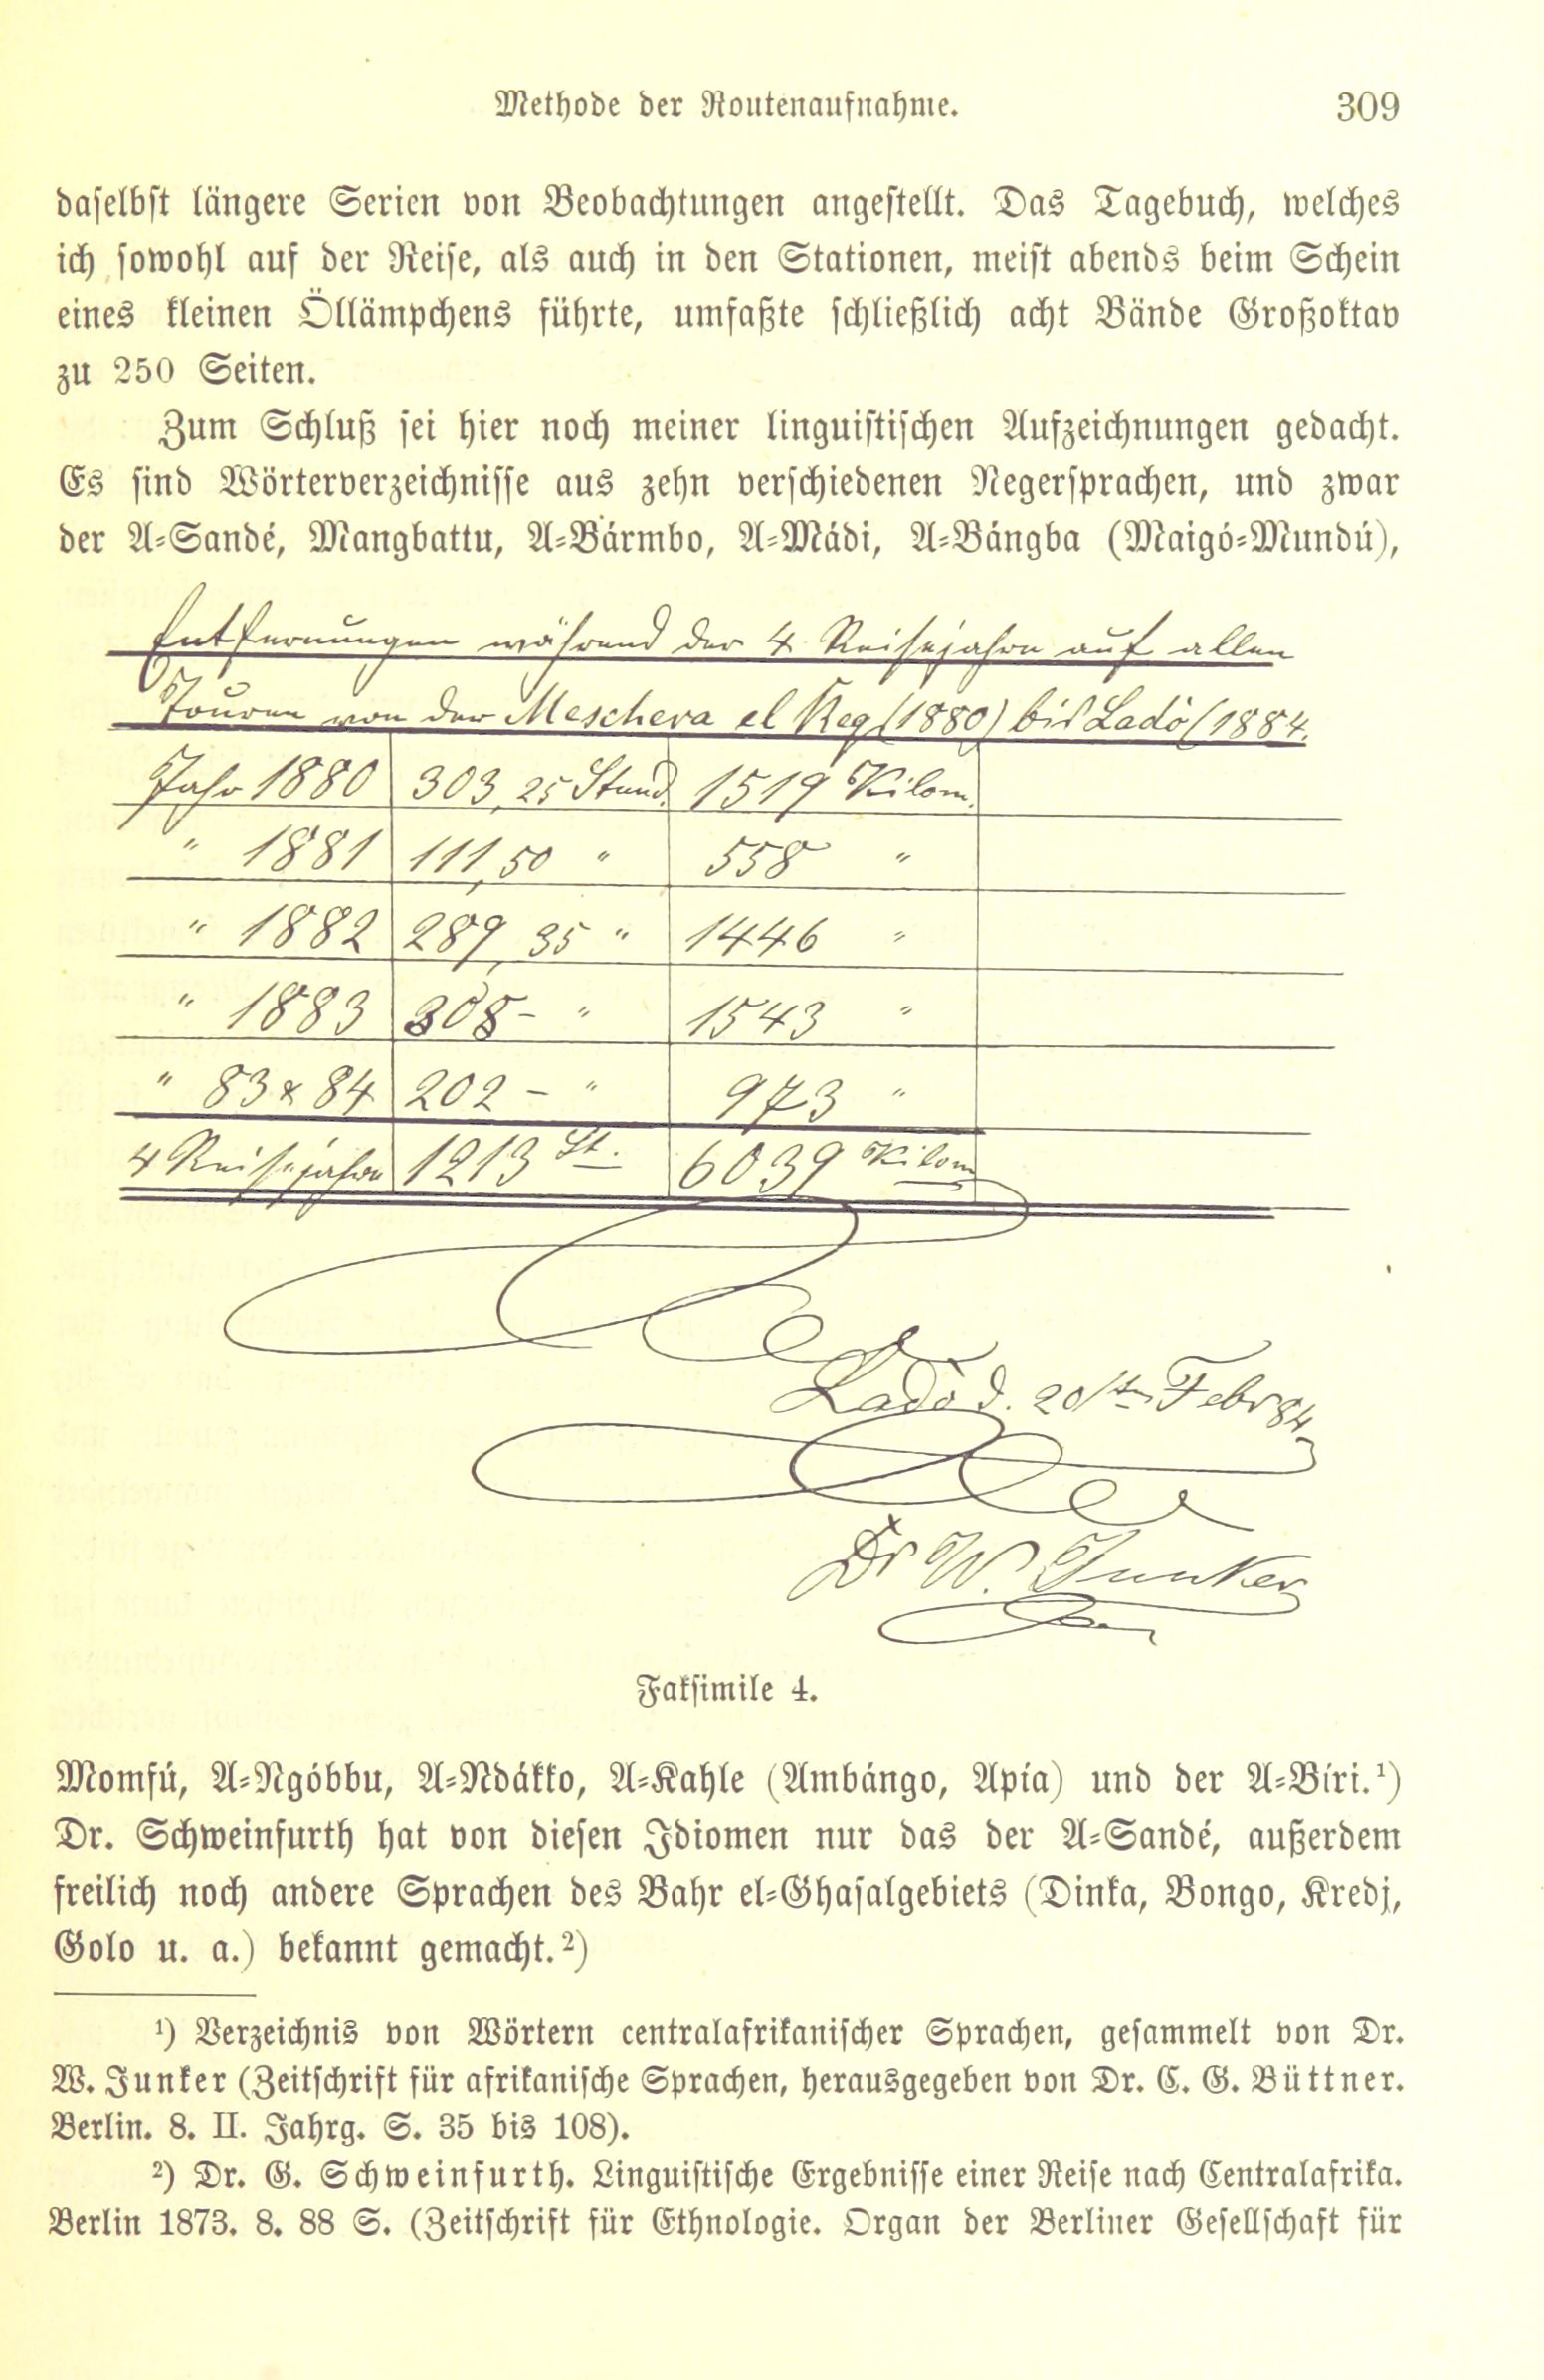 Methode der Routenaufnahme. 309
daselbst längere Serien von Beobachtungen angestellt. Das Tagebuch, welches
ich sowohl auf der Reise, als auch in den Stationen, meist abends beim Schein
eines kleinen Öllämpchens führte, umfaßte schließlich acht Bände Großoktav
zu 250 Seiten.
Zum Schluß sei hier noch meiner linguistischen Aufzeichnungen gedacht.
Es sind Wörterverzeichnisse aus zehn verschiedenen Negersprachen, und zwar
der A-Sandé, Mangbattu, A-Bármbo, A-Mádi, A-Bángba (Maigó-Mundú),
Entfernungen während der 4 Reisejahre auf allen
Touren von der Meschera el Reg (1880) bis Ladò (1884.
Jahr 1880 303,25 Stund. 1519 Kilom.
" 1881 111,50 " 558 "
" 1882 289,35 " 1446 "
" 1883 308 - " 1543 "
" 83 & 84 202 - " 973 "
4 Reisejahre 1213 St. 6039 Kilom
Ladò d. 20sten Febr 84
Dr W. Junker
Faksimile 4.
Momfú, A-Ngóbbu, A-Ndákko, A-Kahle (Ambángo, Apía) und der A-Bíri.¹)
Dr. Schweinfurth hat von diesen Idiomen nur das der A-Sandé, außerdem
freilich noch andere Sprachen des Bahr el-Ghasalgebiets (Dinka, Bongo, Kredj,
Golo u. a.) bekannt gemacht.²)
¹) Verzeichnis von Wörtern centralafrikanischer Sprachen, gesammelt von Dr.
W. Junker (Zeitschrift für afrikanische Sprachen, herausgegeben von Dr. C. G. Büttner.
Berlin. 8. II. Jahrg. S. 35 bis 108).
²) Dr. G. Schweinfurth. Linguistische Ergebnisse einer Reise nach Centralafrika.
Berlin 1873. 8. 88 S. (Zeitschrift für Ethnologie. Organ der Berliner Gesellschaft für